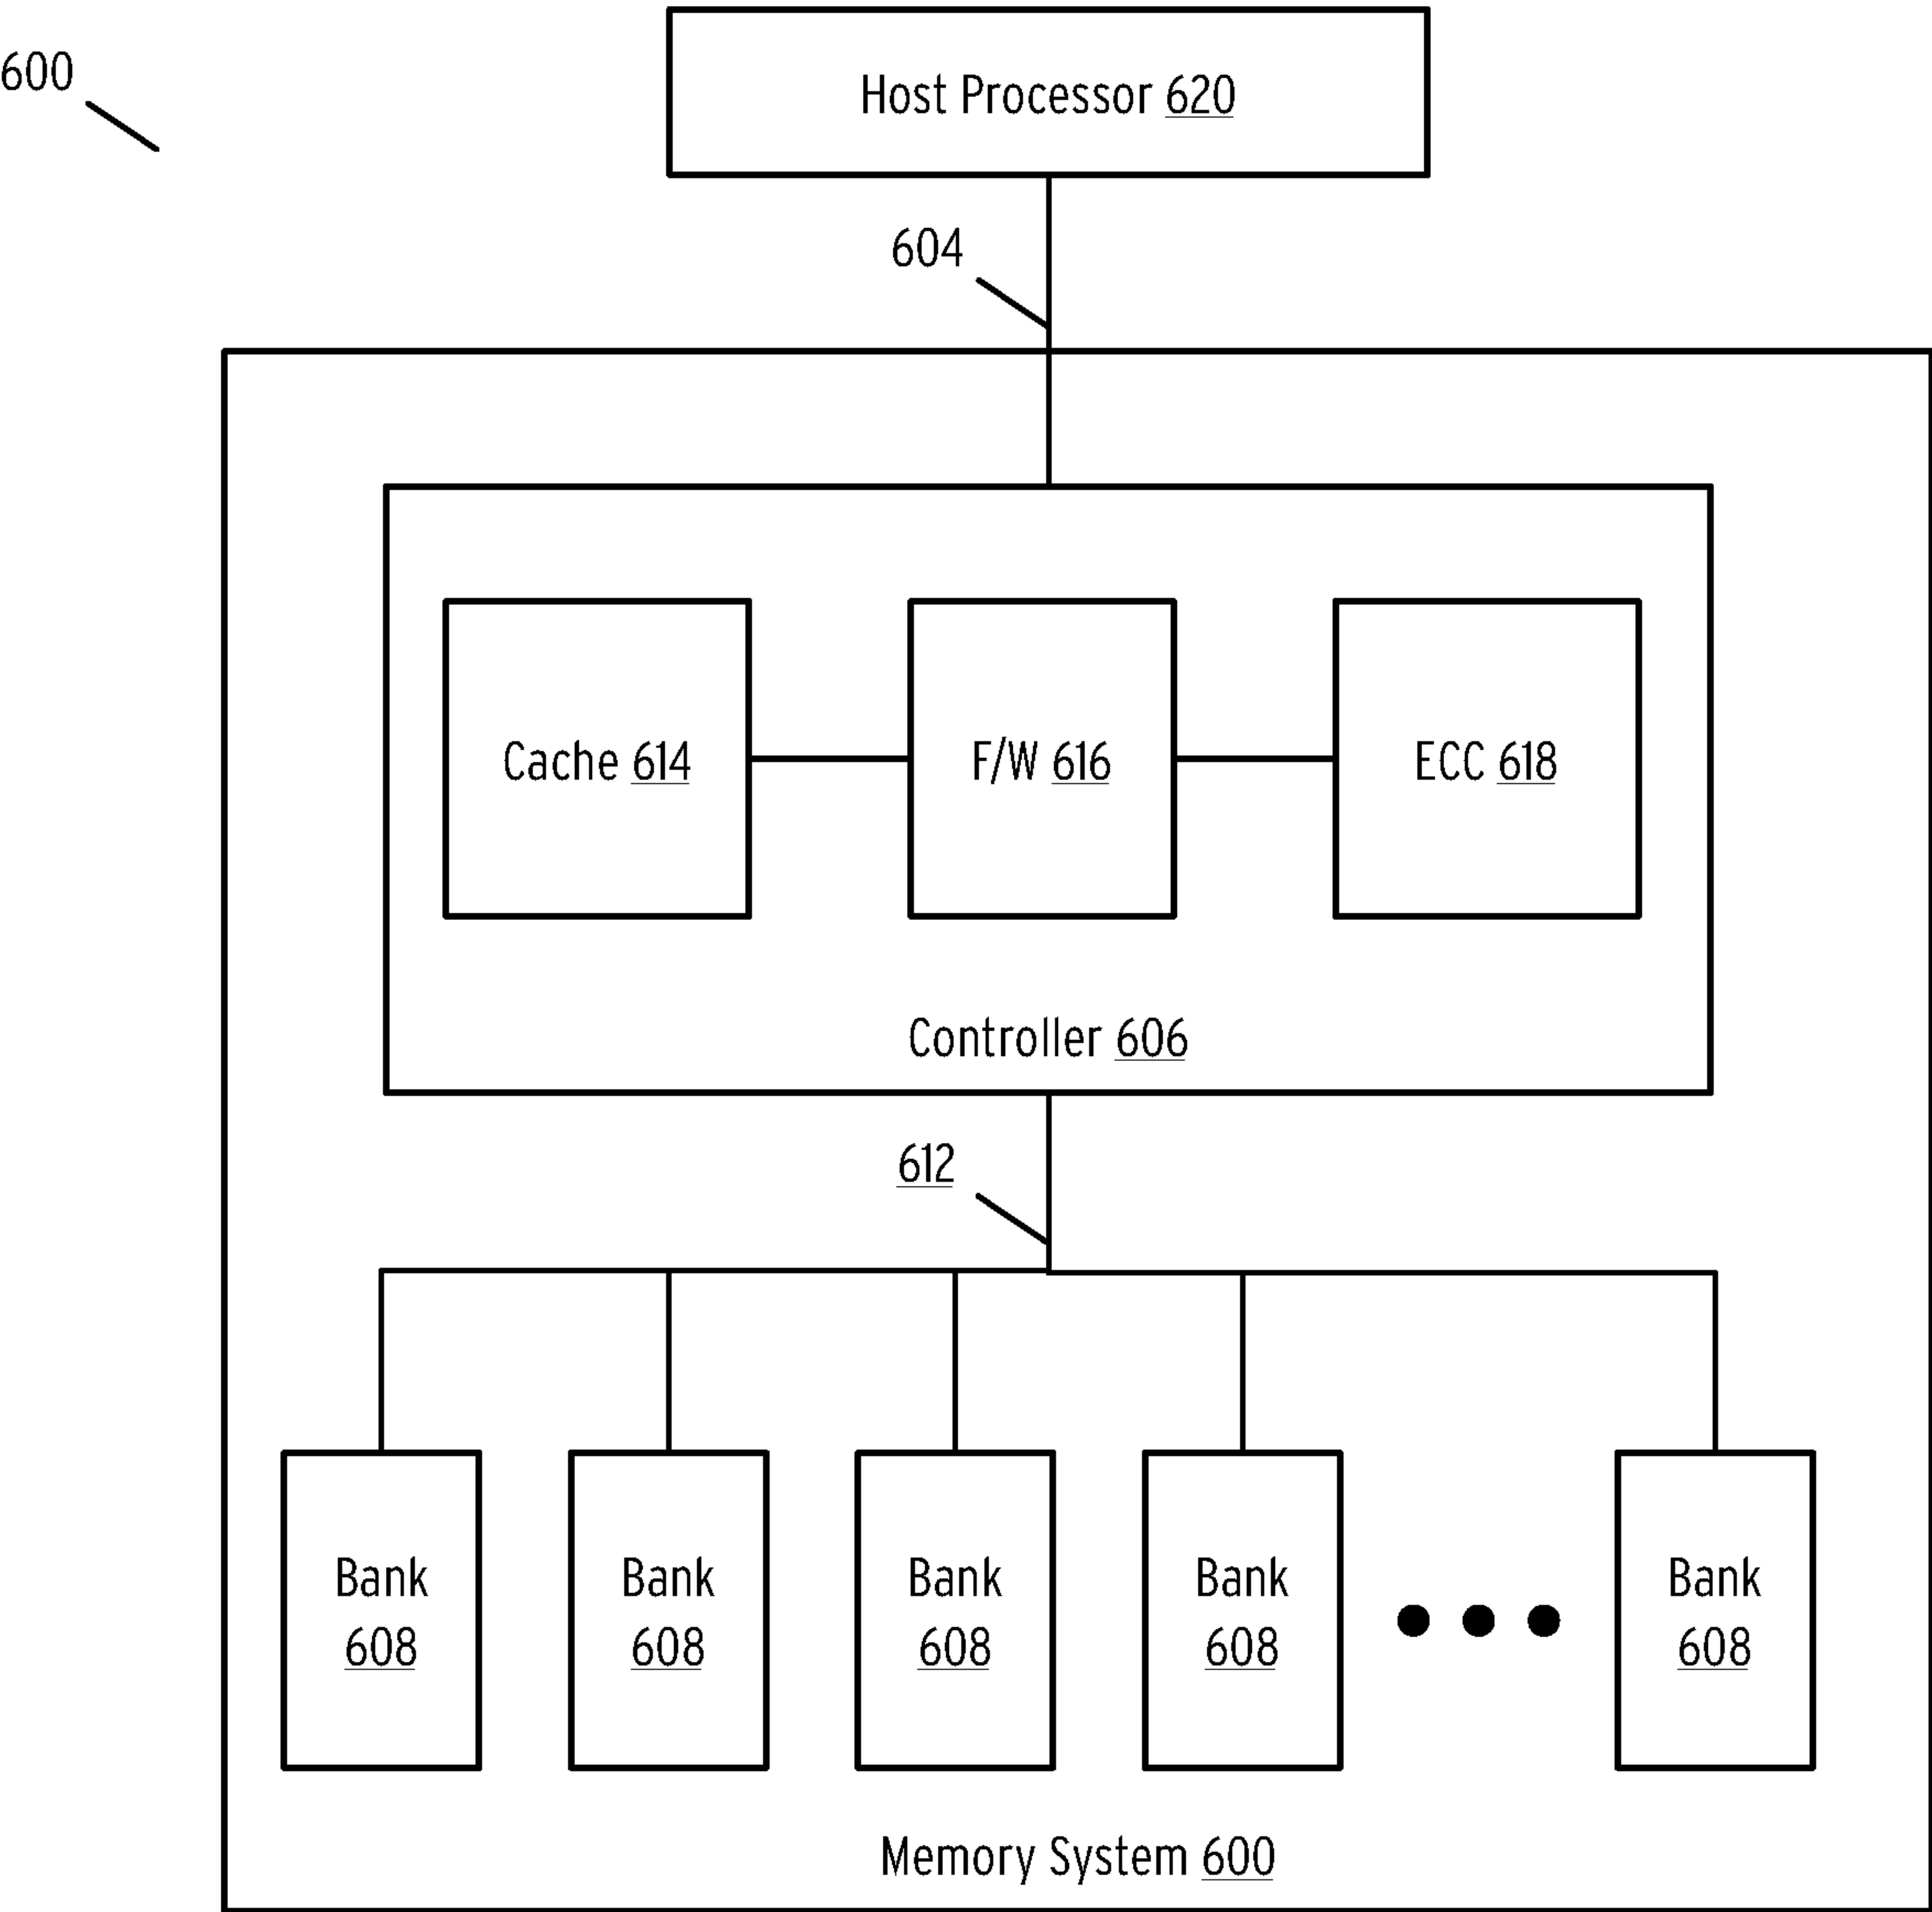 600
Host Processor 620
604
Cache 614
F/W 616
ECC 618
Controller 606
612
Bank
608
Bank
608
Bank
608
Bank
608
Bank
608
Memory System 600